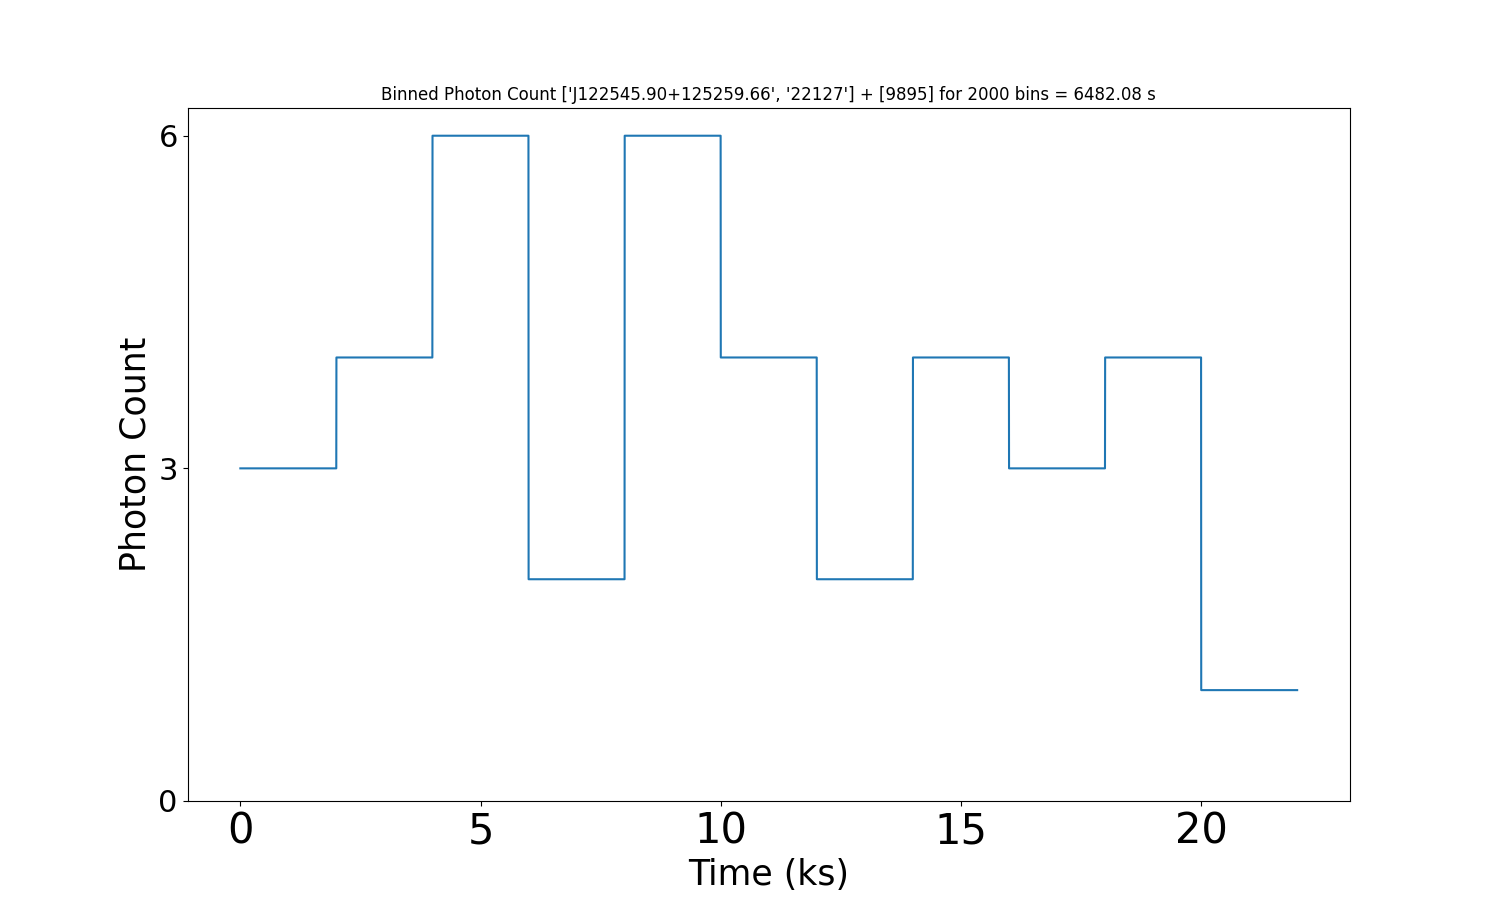 Binned Photon Count ['J122545.90+125259.66', '22127'] + [9895] for 2000 bins = 6482.08 s
6
3
0
Photon Count
0 5 10 15 20
Time (ks)